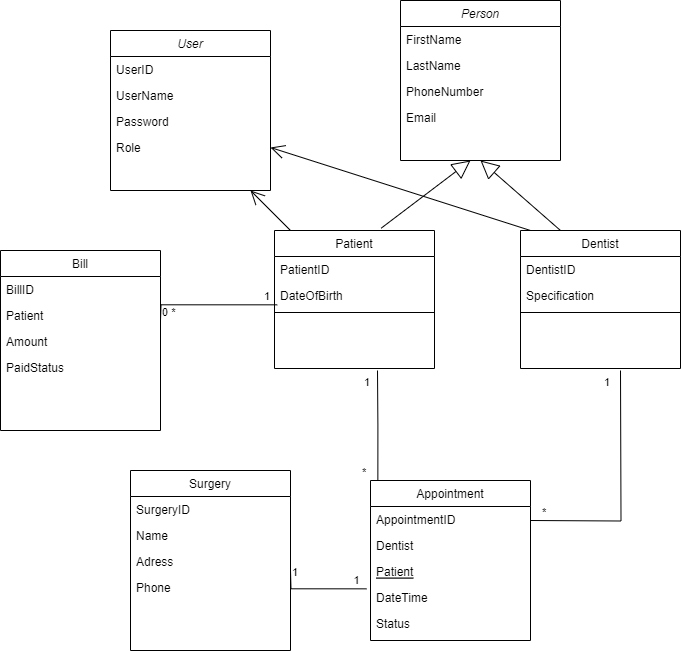 Person
FirstName
LastName
PhoneNumber
Email
User
UserID
UserName
Password
Role
Patient
PatientID
DateOfBirth
Dentist
DentistID
Specification
Bill
BillID
Patient
Amount
PaidStatus
1
0 *
1
*
1
*
Surgery
SurgeryID
Name
Adress
Phone
Appointment
AppointmentID
Dentist
Patient
DateTime
Status
1
1